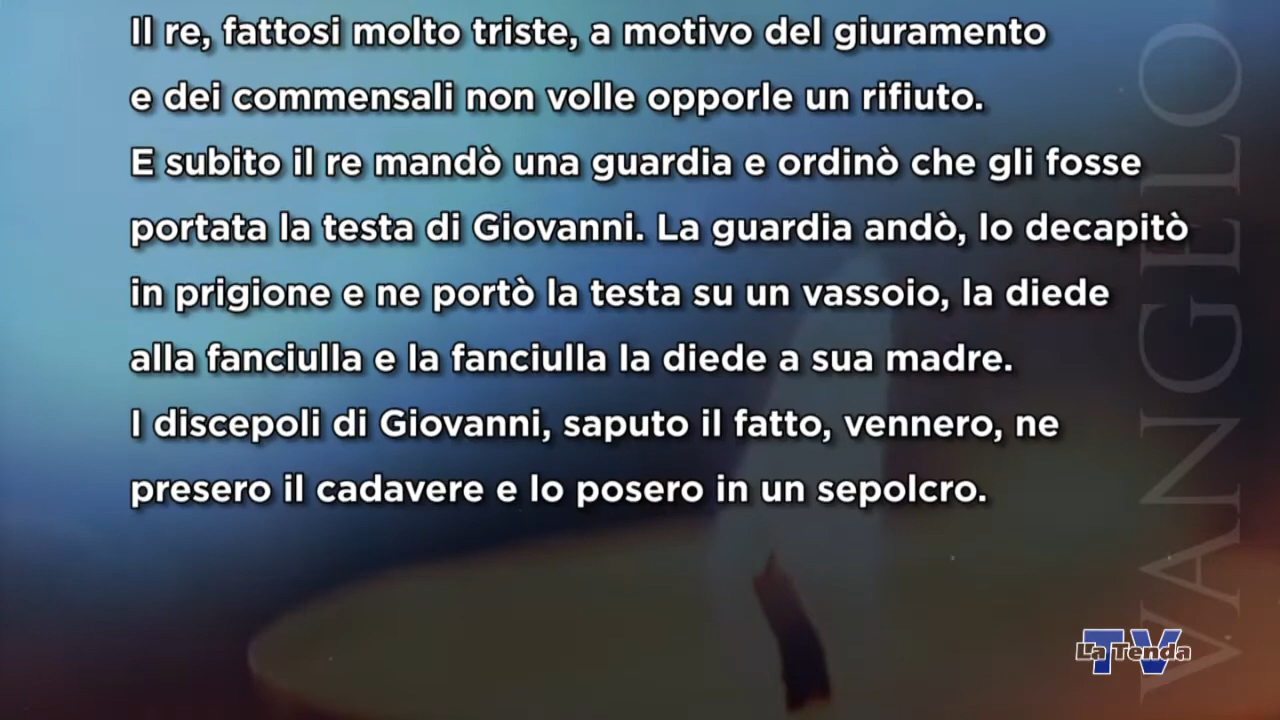 Il re, fattosi molto triste, a motivo del giuramento
e dei commensali non volle opporle un rifiuto.
E subito il re mandò una guardia e ordinò che gli fosse
portata la testa di Giovanni. La guardia andò, lo decapitò
in prigione e ne portò la testa su un vassoio, la diede
alla fanciulla e la fanciulla la diede a sua madre.
I discepoli di Giovanni, saputo il fatto, vennero, ne
presero il cadavere e lo posero in un sepolcro.
VANGELO
TV
La Tenda